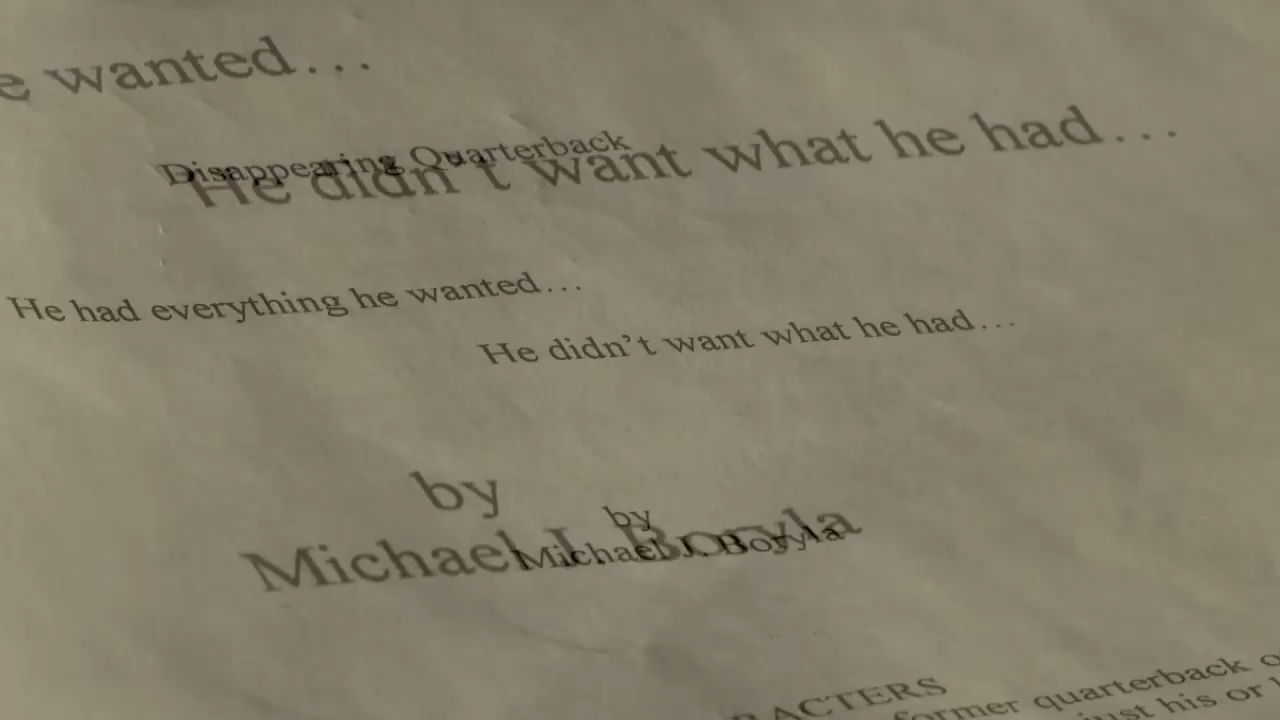 e wanted...
Disappearing Quarterback
He didn't want what he had...
He had everything he wanted...
He didn't want what he had...
by
by
Michael J. Boryla
Michael J. Boryla
ACTERS
former quarterback
just his or